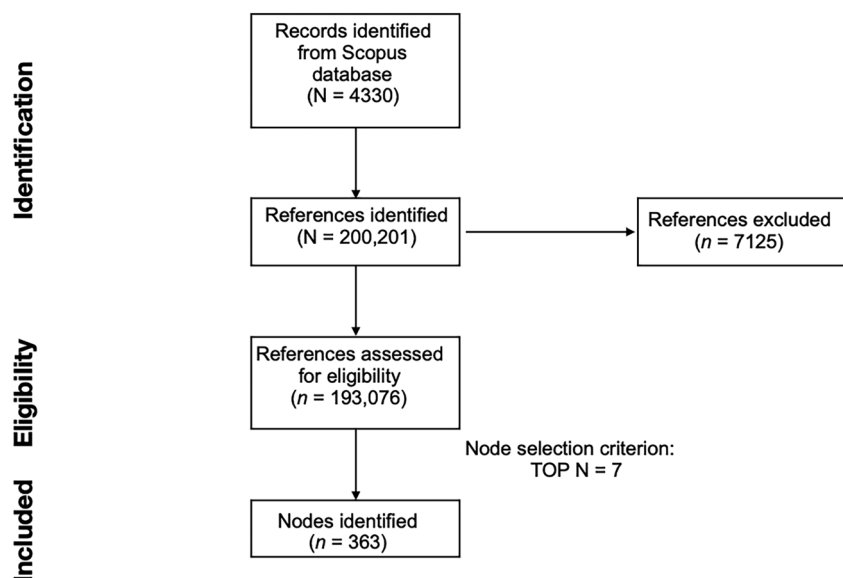 Identification
Records identified
from Scopus
database
(N = 4330)
References identified
(N = 200,201)
References excluded
(n = 7125)
Eligibility
References assessed
for eligibility
(n = 193,076)
Node selection criterion:
TOP N = 7
Included
Nodes identified
(n = 363)